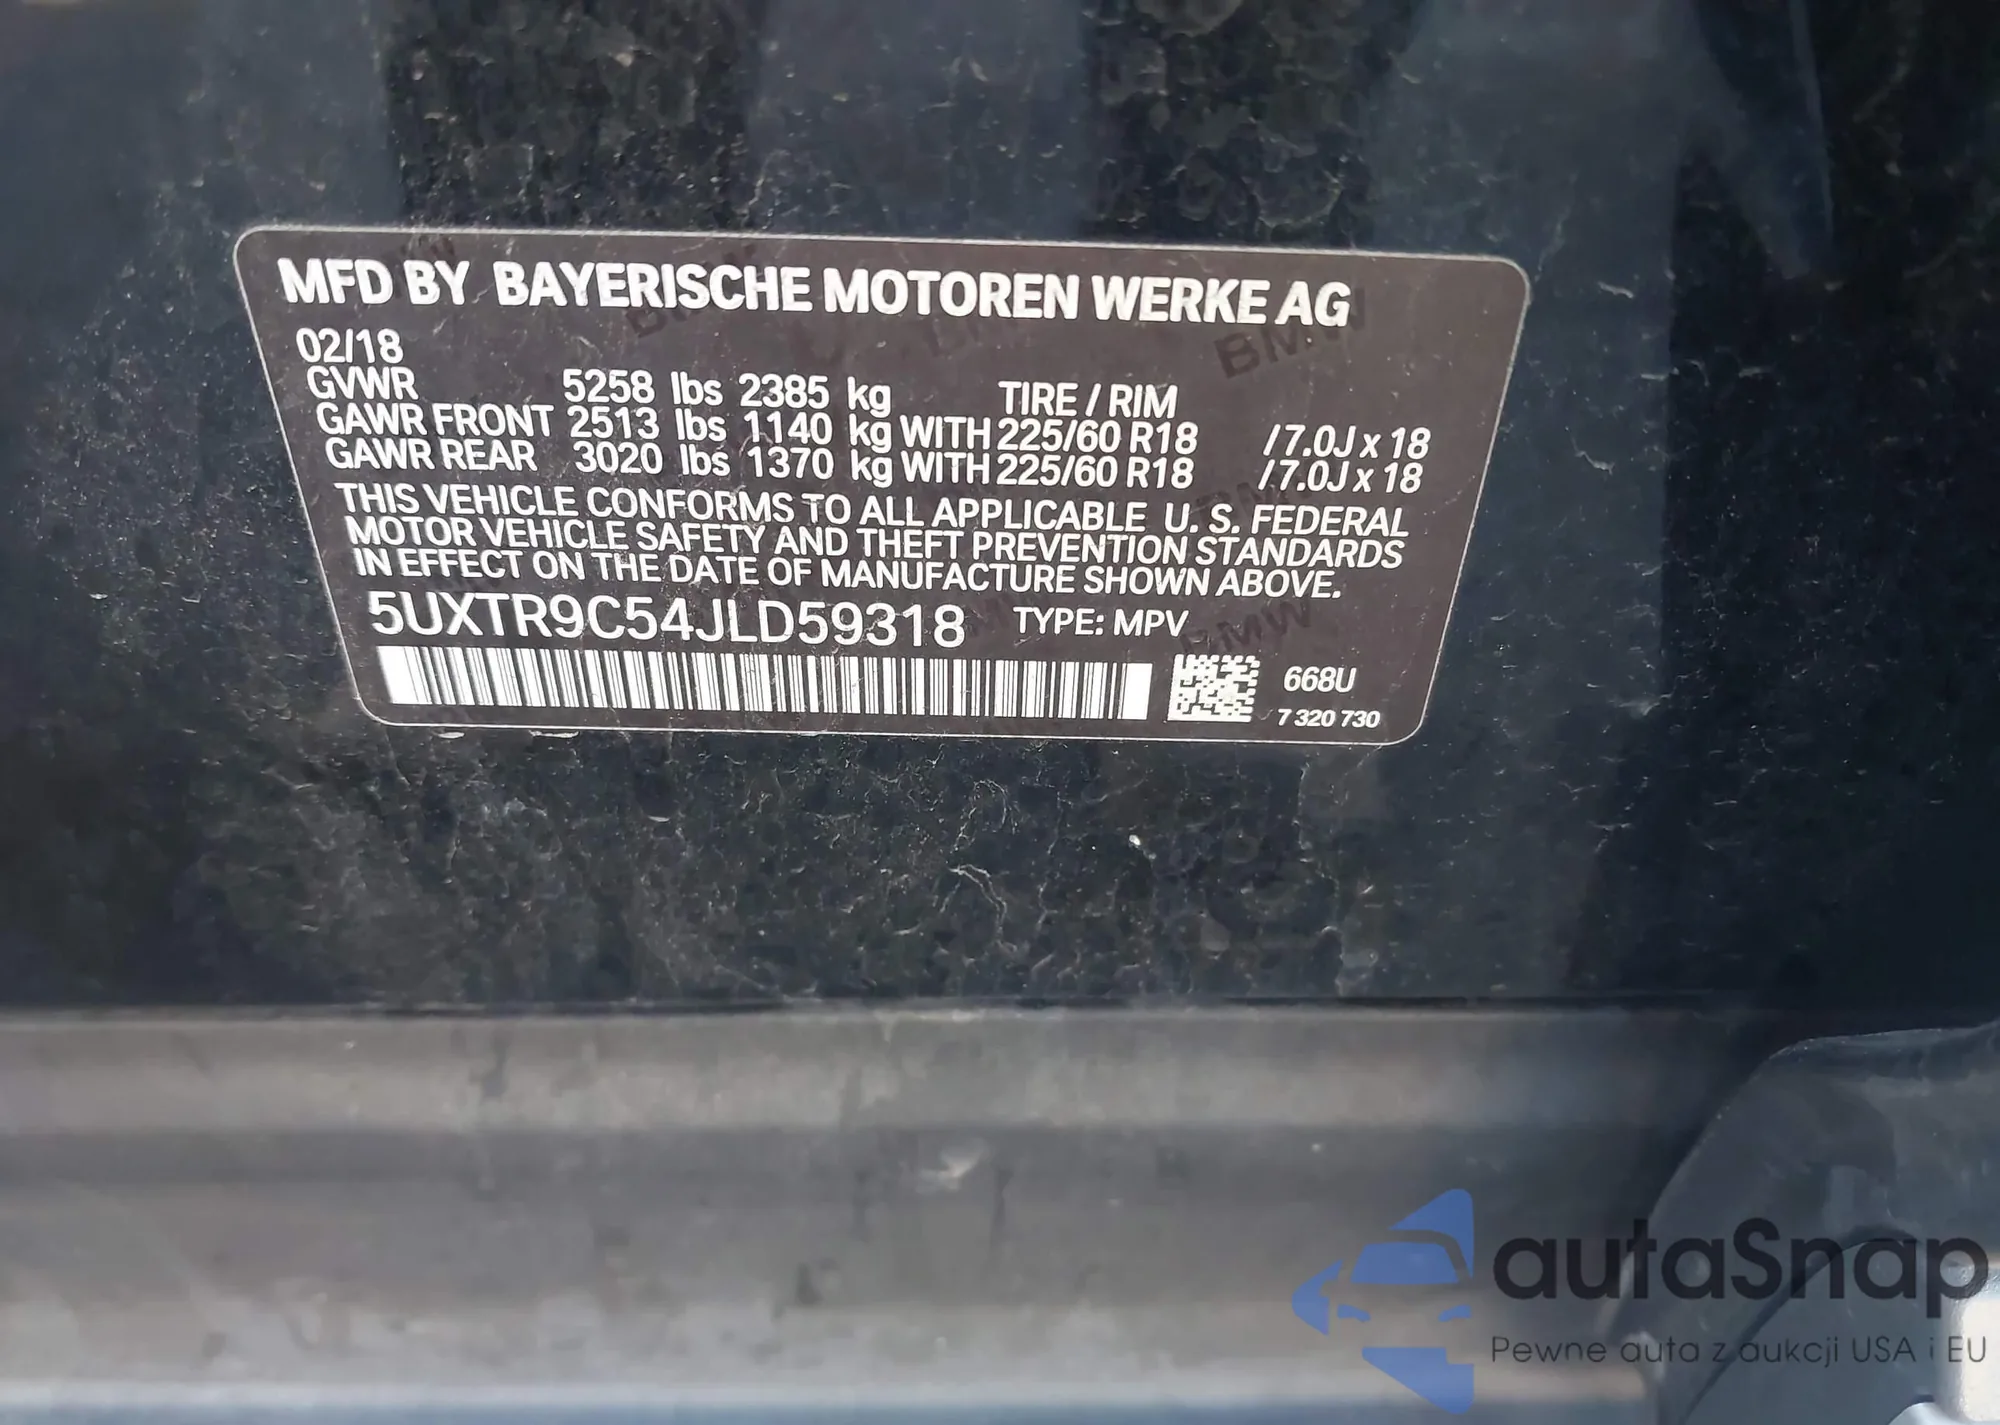 MFD BY BAYERISCHE MOTOREN WERKE AG
02/18
GVWR 5258 lbs 2385 kg TIRE / RIM
GAWR FRONT 2513 lbs 1140 kg WITH 225/60 R18 /7.0J x 18
GAWR REAR 3020 lbs 1370 kg WITH 225/60 R18 /7.0J x 18
THIS VEHICLE CONFORMS TO ALL APPLICABLE U. S. FEDERAL
MOTOR VEHICLE SAFETY AND THEFT PREVENTION STANDARDS
IN EFFECT ON THE DATE OF MANUFACTURE SHOWN ABOVE.
5UXTR9C54JLD59318 TYPE: MPV
668U
7 320 730
autaSnap
Pewne auta z aukcji USA i EU